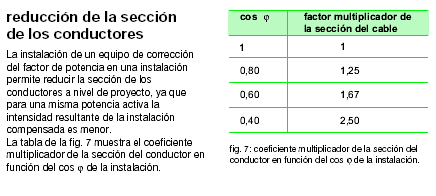 reducción de la sección
de los conductores
La instalación de un equipo de corrección
del factor de potencia en una instalación
permite reducir la sección de los
conductores a nivel de proyecto, ya que
para una misma potencia activa la
intensidad resultante de la instalación
compensada es menor.
La tabla de la fig. 7 muestra el coeficiente
multiplicador de la sección del conductor en
función del cos φ de la instalación.
cos φ factor multiplicador de
la sección del cable
1 1
0,80 1,25
0,60 1,67
0,40 2,50
fig. 7: coeficiente multiplicador de la sección del
conductor en función del cos φ de la instalación.